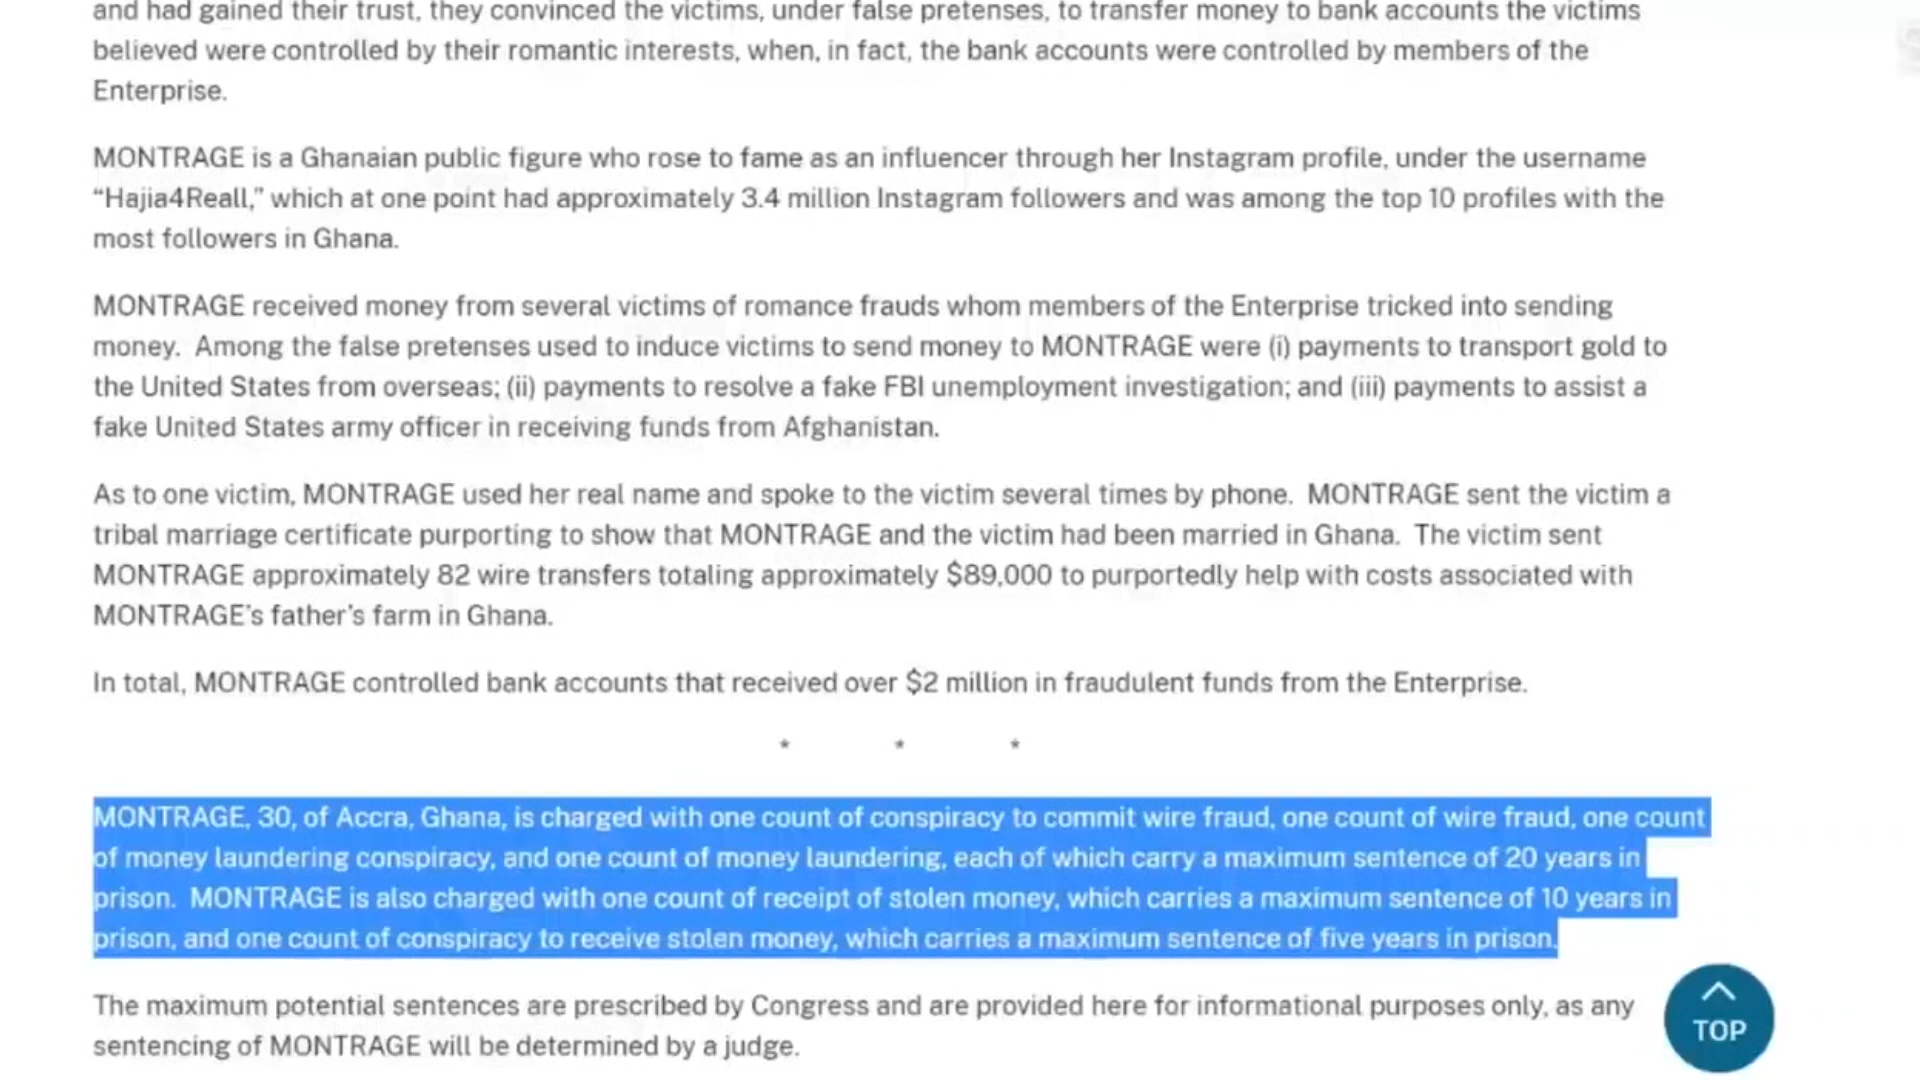 and had gained their trust, they convinced the victims, under false pretenses, to transfer money to bank accounts the victims
believed were controlled by their romantic interests, when, in fact, the bank accounts were controlled by members of the
Enterprise.
MONTRAGE is a Ghanaian public figure who rose to fame as an influencer through her Instagram profile, under the username
“Hajia4Reall,” which at one point had approximately 3.4 million Instagram followers and was among the top 10 profiles with the
most followers in Ghana.
MONTRAGE received money from several victims of romance frauds whom members of the Enterprise tricked into sending
money.  Among the false pretenses used to induce victims to send money to MONTRAGE were (i) payments to transport gold to
the United States from overseas; (ii) payments to resolve a fake FBI unemployment investigation; and (iii) payments to assist a
fake United States army officer in receiving funds from Afghanistan.
As to one victim, MONTRAGE used her real name and spoke to the victim several times by phone.  MONTRAGE sent the victim a
tribal marriage certificate purporting to show that MONTRAGE and the victim had been married in Ghana.  The victim sent
MONTRAGE approximately 82 wire transfers totaling approximately $89,000 to purportedly help with costs associated with
MONTRAGE’s father’s farm in Ghana.
In total, MONTRAGE controlled bank accounts that received over $2 million in fraudulent funds from the Enterprise.
* * *
MONTRAGE, 30, of Accra, Ghana, is charged with one count of conspiracy to commit wire fraud, one count of wire fraud, one count
of money laundering conspiracy, and one count of money laundering, each of which carry a maximum sentence of 20 years in
prison.  MONTRAGE is also charged with one count of receipt of stolen money, which carries a maximum sentence of 10 years in
prison, and one count of conspiracy to receive stolen money, which carries a maximum sentence of five years in prison.
The maximum potential sentences are prescribed by Congress and are provided here for informational purposes only, as any
sentencing of MONTRAGE will be determined by a judge.
TOP